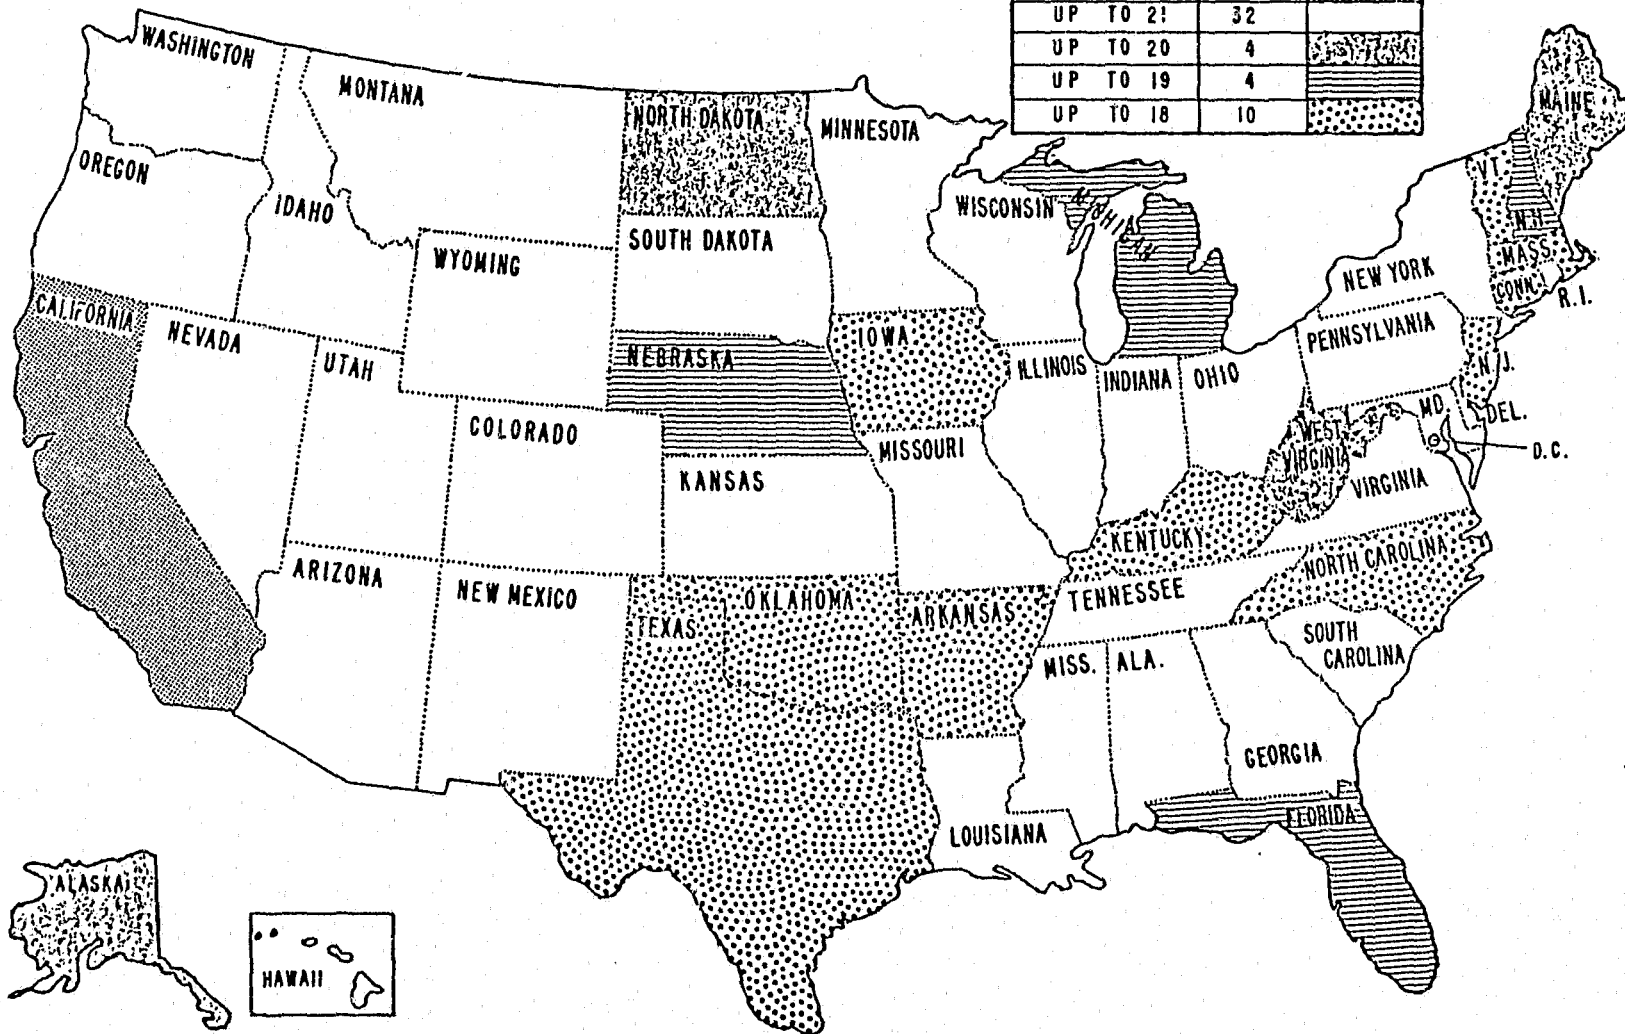 UP TO 21 32
UP TO 20 4
UP TO 19 4
UP TO 18 10
WASHINGTON
MONTANA
NORTH DAKOTA
MINNESOTA
MAINE
OREGON
IDAHO
VT.
N.H.
WISCONSIN
MICHIGAN
SOUTH DAKOTA
WYOMING
MASS.
NEW YORK
CONN.
R.I.
CALIFORNIA
NEVADA
UTAH
NEBRASKA
IOWA
ILLINOIS
INDIANA
OHIO
PENNSYLVANIA
N.J.
COLORADO
MD.
DEL.
MISSOURI
WEST
VIRGINIA
D.C.
KANSAS
VIRGINIA
KENTUCKY
NORTH CAROLINA
ARIZONA
NEW MEXICO
TEXAS
OKLAHOMA
ARKANSAS
TENNESSEE
SOUTH
CAROLINA
MISS.
ALA.
GEORGIA
LOUISIANA
FLORIDA
ALASKA
HAWAII